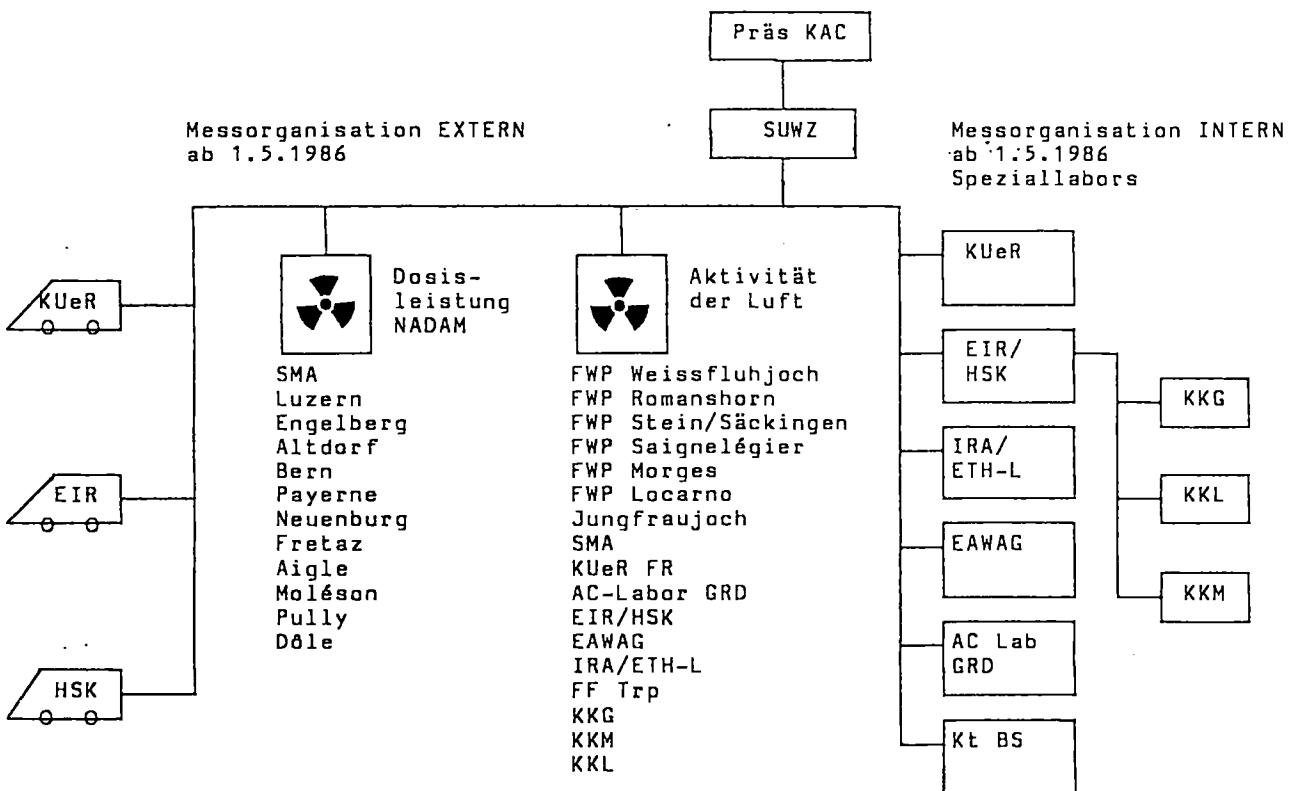 Präs KAC
SUWZ
Messorganisation EXTERN
ab 1.5.1986
Messorganisation INTERN
ab 1.5.1986
Speziallabors
KUeR
EIR
HSK
Dosis-
leistung
NADAM
SMA
Luzern
Engelberg
Altdorf
Bern
Payerne
Neuenburg
Fretaz
Aigle
Moléson
Pully
Dôle
Aktivität
der Luft
FWP Weissfluhjoch
FWP Romanshorn
FWP Stein/Säckingen
FWP Saignelégier
FWP Morges
FWP Locarno
Jungfraujoch
SMA
KUeR FR
AC-Labor GRD
EIR/HSK
EAWAG
IRA/ETH-L
FF Trp
KKG
KKM
KKL
KUeR
EIR/
HSK
IRA/
ETH-L
EAWAG
AC Lab
GRD
Kt BS
KKG
KKL
KKM